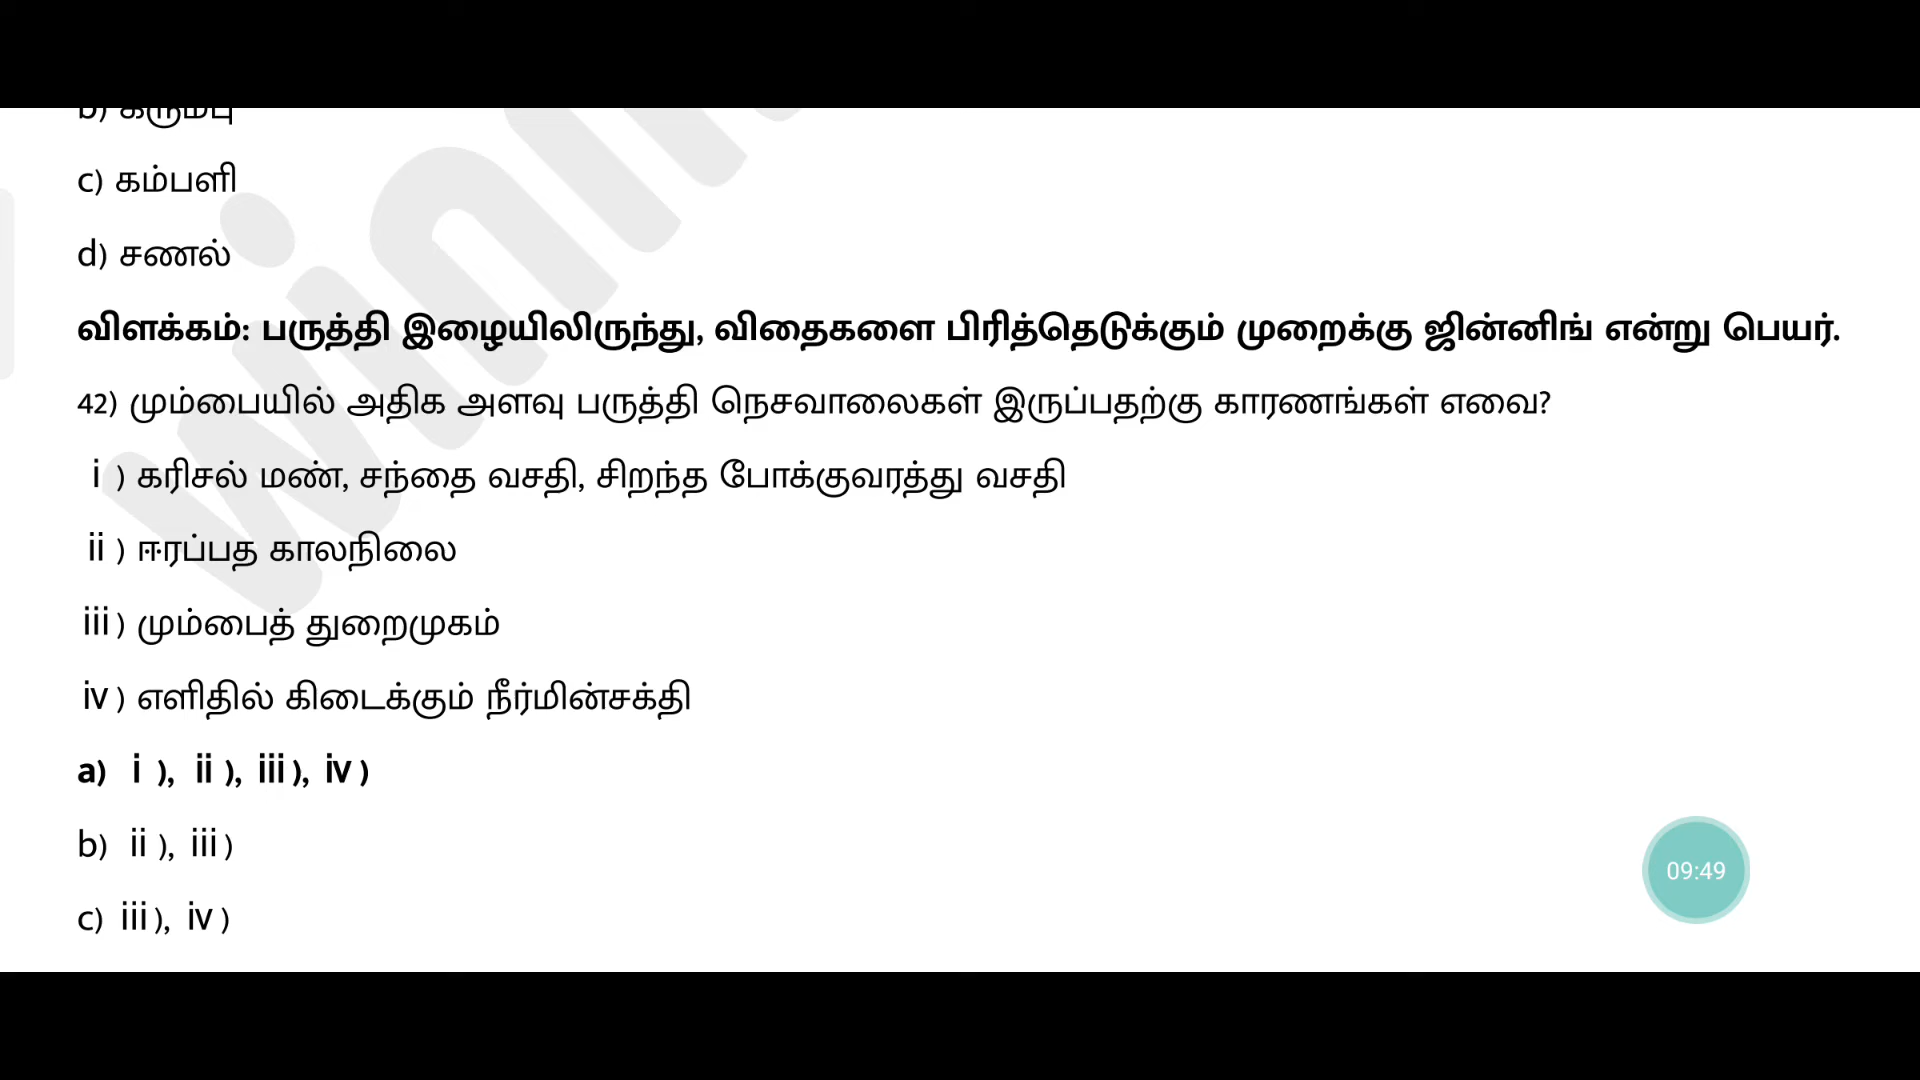 b) கரும்பு
c) கம்பளி
d) சணல்
விளக்கம்: பருத்தி இழையிலிருந்து, விதைகளை பிரித்தெடுக்கும் முறைக்கு ஜின்னிங் என்று பெயர்.
42) மும்பையில் அதிக அளவு பருத்தி நெசவாலைகள் இருப்பதற்கு காரணங்கள் எவை?
ⅰ) கரிசல் மண், சந்தை வசதி, சிறந்த போக்குவரத்து வசதி
ⅱ) ஈரப்பத காலநிலை
ⅲ) மும்பைத் துறைமுகம்
ⅳ) எளிதில் கிடைக்கும் நீர்மின்சக்தி
a) ⅰ), ⅱ), ⅲ), ⅳ)
b) ⅱ), ⅲ)
c) ⅲ), ⅳ)
09:49